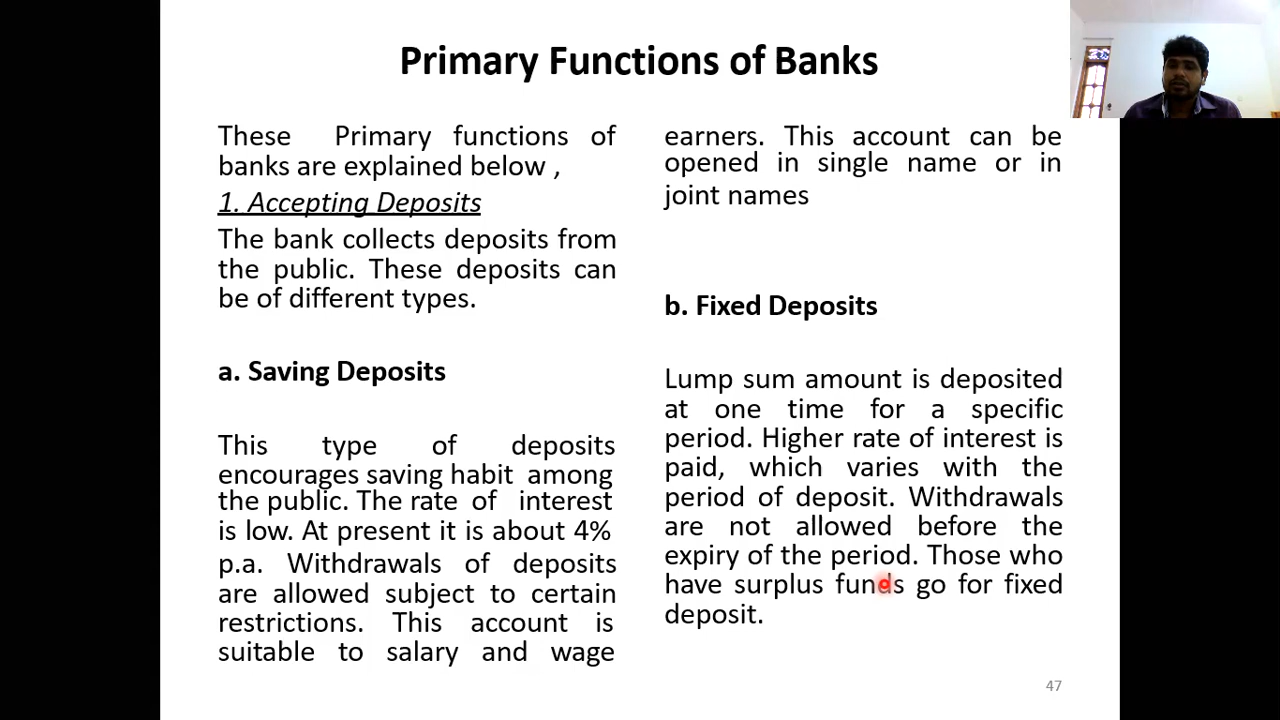 Primary Functions of Banks
These Primary functions of
banks are explained below ,
1. Accepting Deposits
The bank collects deposits from
the public. These deposits can
be of different types.
a. Saving Deposits
This type of deposits
encourages saving habit among
the public. The rate of interest
is low. At present it is about 4%
p.a. Withdrawals of deposits
are allowed subject to certain
restrictions. This account is
suitable to salary and wage
earners. This account can be
opened in single name or in
joint names
b. Fixed Deposits
Lump sum amount is deposited
at one time for a specific
period. Higher rate of interest is
paid, which varies with the
period of deposit. Withdrawals
are not allowed before the
expiry of the period. Those who
have surplus funds go for fixed
deposit.
47